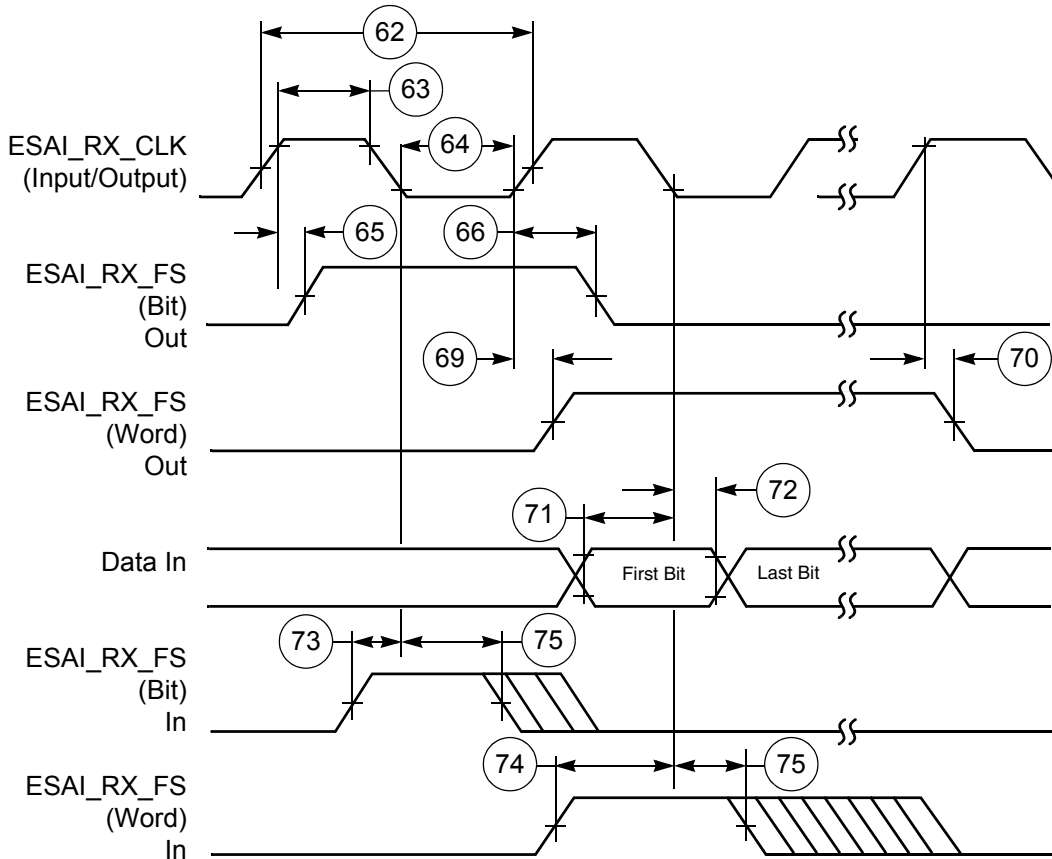 62
63
ESAI_RX_CLK
(Input/Output)
64
65
66
ESAI_RX_FS
(Bit)
Out
69
70
ESAI_RX_FS
(Word)
Out
71
72
Data In
First Bit
Last Bit
73
75
ESAI_RX_FS
(Bit)
In
74
75
ESAI_RX_FS
(Word)
In